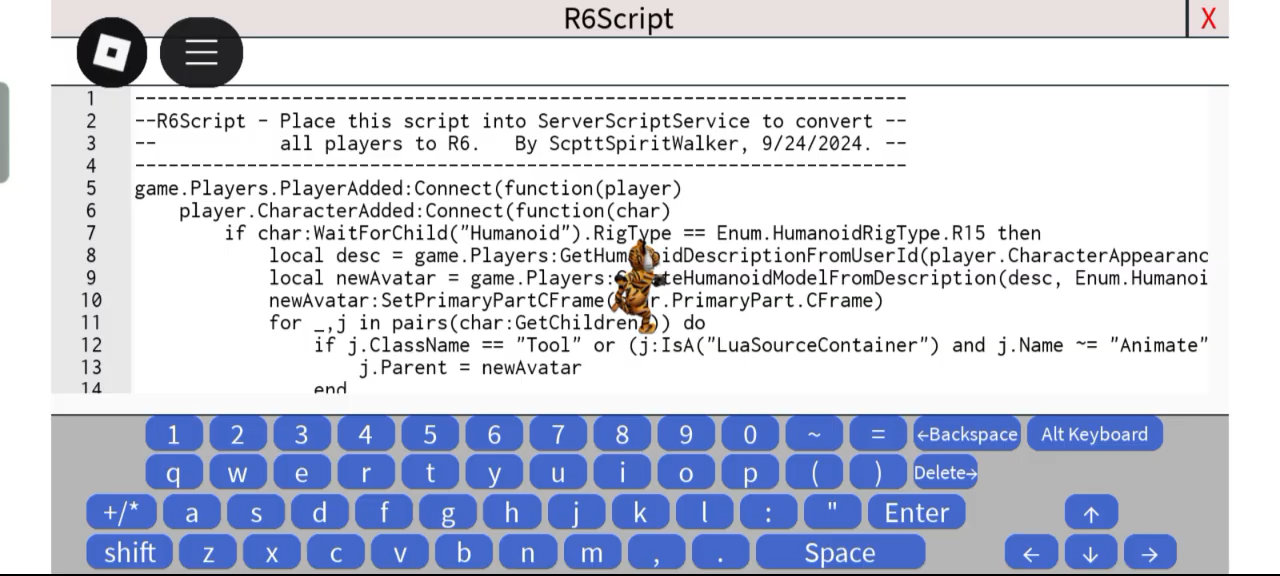 R6Script
X
1 --------------------------------------------------------------------
2 --R6Script - Place this script into ServerScriptService to convert --
3 -- all players to R6. By ScpttSpiritWalker, 9/24/2024. --
4 --------------------------------------------------------------------
5 game.Players.PlayerAdded:Connect(function(player)
6 player.CharacterAdded:Connect(function(char)
7 if char:WaitForChild("Humanoid").RigType == Enum.HumanoidRigType.R15 then
8 local desc = game.Players:GetHum idDescriptionFromUserId(player.CharacterAppearanc
9 local newAvatar = game.Players: teHumanoidModelFromDescription(desc, Enum.Humanoi
10 newAvatar:SetPrimaryPartCFrame( r.PrimaryPart.CFrame)
11 for _,j in pairs(char:GetChildren )) do
12 if j.ClassName == "Tool" or (j:IsA("LuaSourceContainer") and j.Name ~= "Animate"
13 j.Parent = newAvatar
14 end
1 2 3 4 5 6 7 8 9 0 ~ = ←Backspace Alt Keyboard
q w e r t y u i o p ( ) Delete→
+/* a s d f g h j k l : " Enter ↑
shift z x c v b n m , . Space ← ↓ →